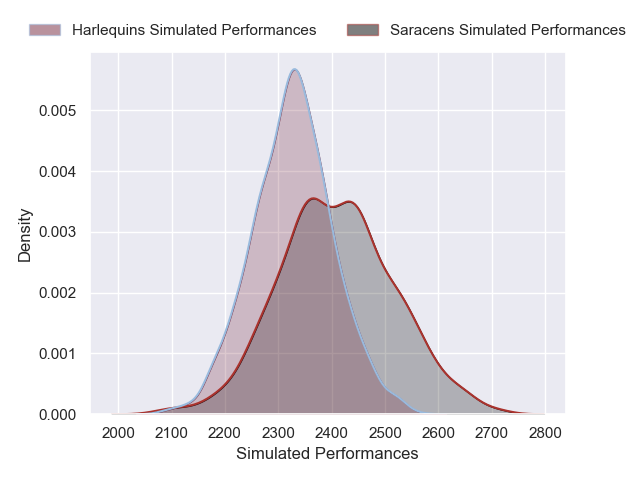 Harlequins Simulated Performances Saracens Simulated Performances
0.005
0.004
0.003
0.002
0.001
0.000
Density
2000 2100 2200 2300 2400 2500 2600 2700 2800
Simulated Performances